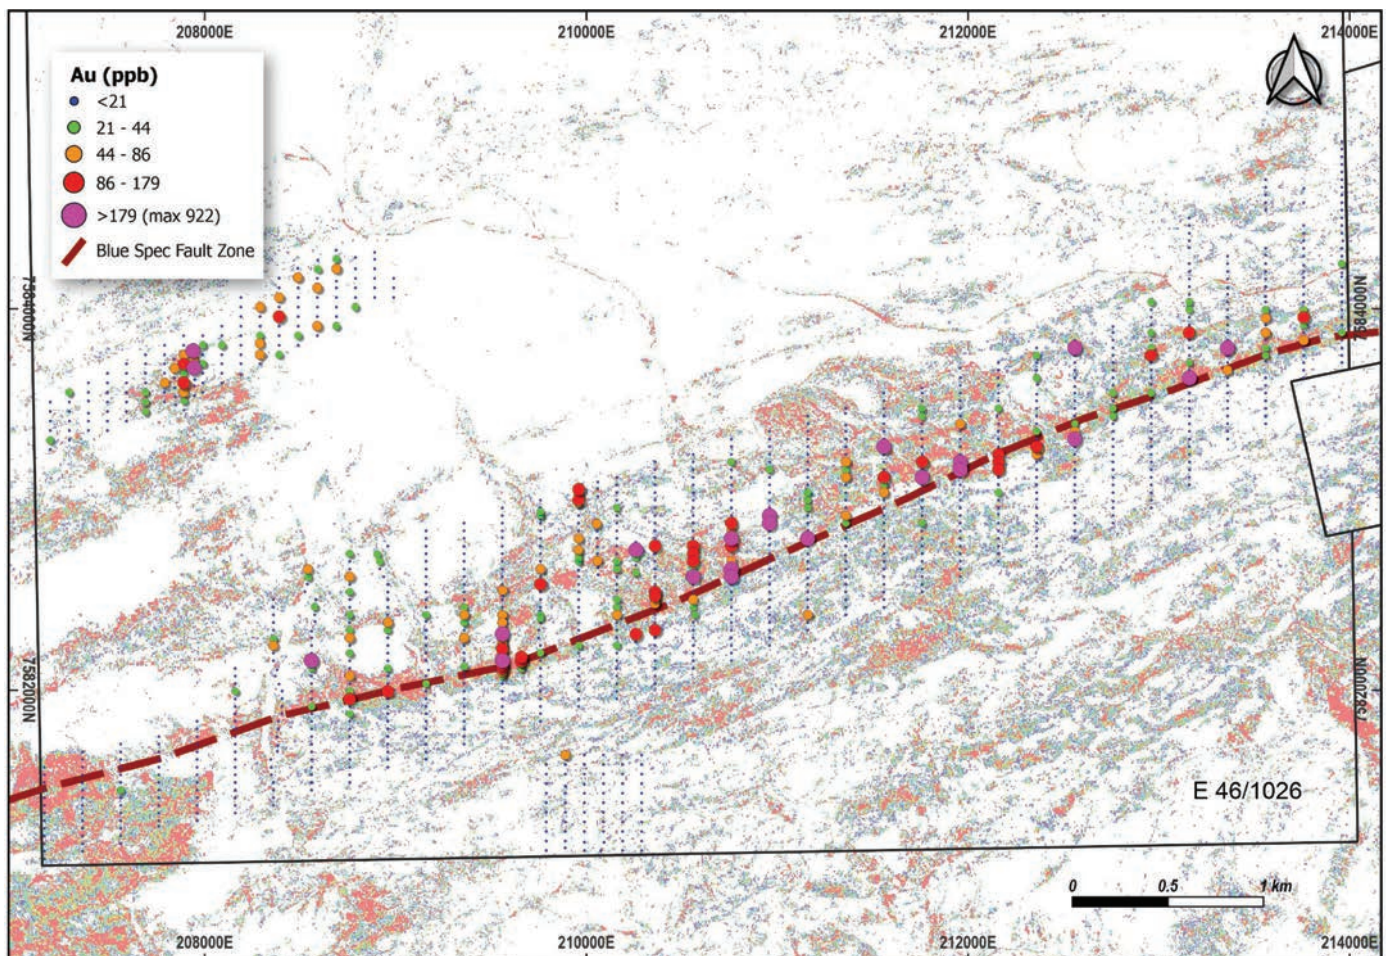 208000E
210000E
212000E
214000E
Au (ppb)
<21
21 - 44
44 - 86
86 - 179
>179 (max 922)
Blue Spec Fault Zone
7584000N
7584000N
7582000N
7582000N
E 46/1026
0
0.5
1 km
208000E
210000E
212000E
214000E